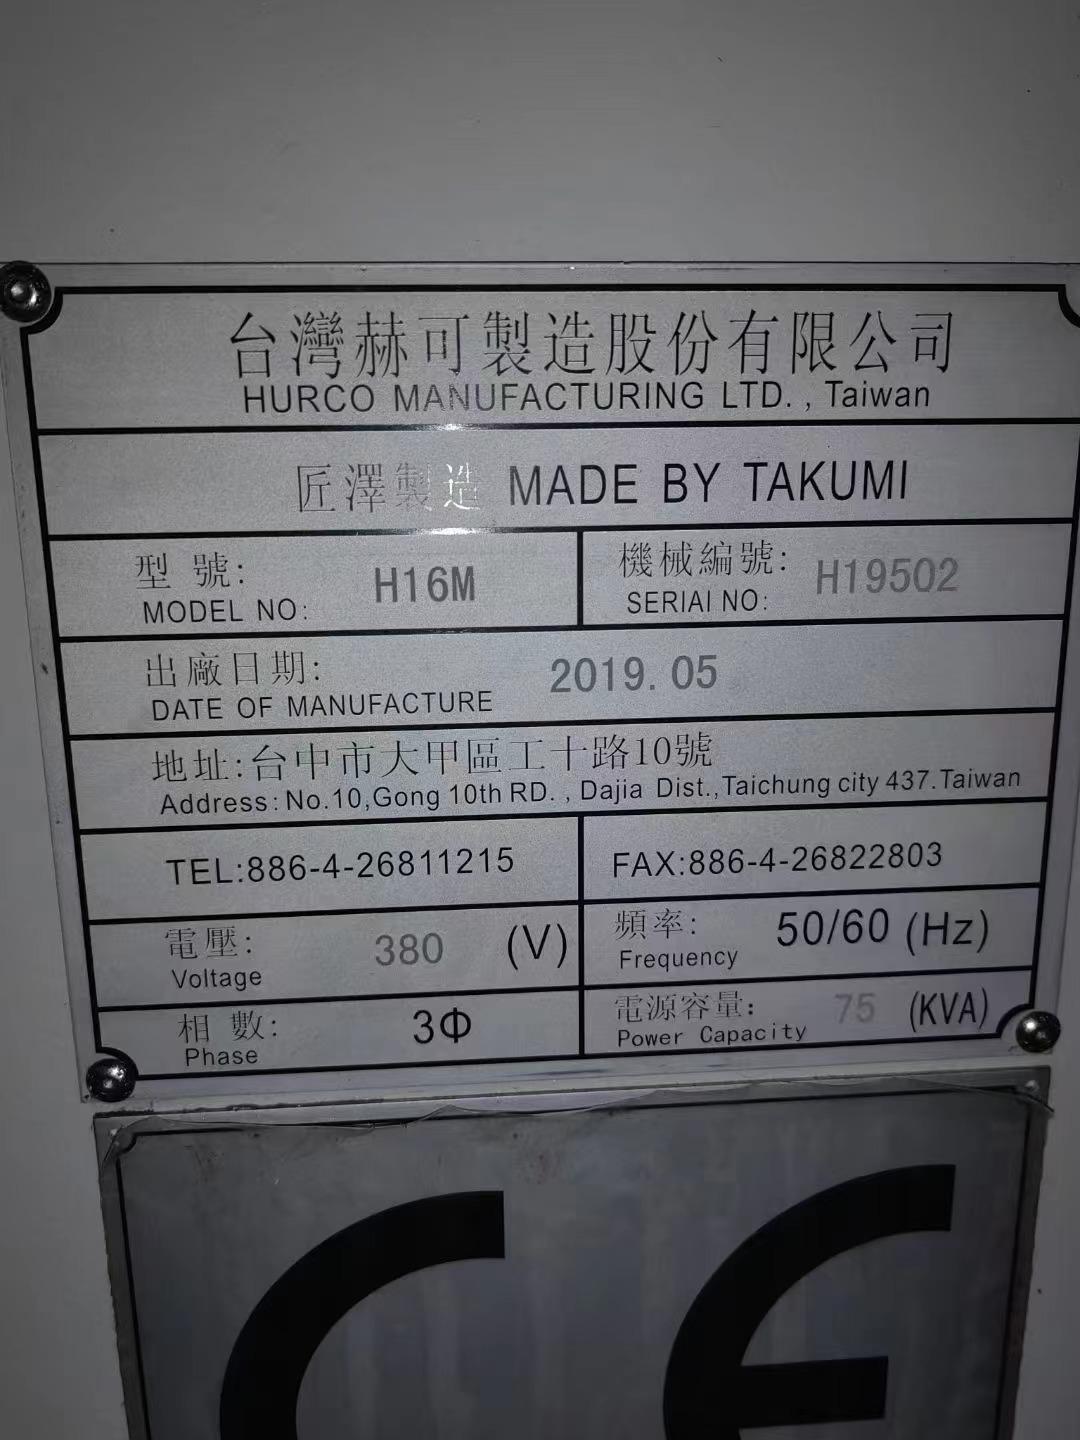 台灣赫可製造股份有限公司
HURCO MANUFACTURING LTD. , Taiwan
匠澤製造 MADE BY TAKUMI
型 號:
MODEL NO:
H16M
機械編號:
SERIAI NO:
H19502
出廠日期:
DATE OF MANUFACTURE
2019. 05
地址:台中市大甲區工十路10號
Address: No.10,Gong 10th RD. , Dajia Dist.,Taichung city 437.Taiwan
TEL:886-4-26811215
FAX:886-4-26822803
電壓:
Voltage
380 (V)
頻率:
Frequency
50/60 (Hz)
相 數:
Phase
3Φ
電源容量:
Power Capacity
75 (KVA)
CE